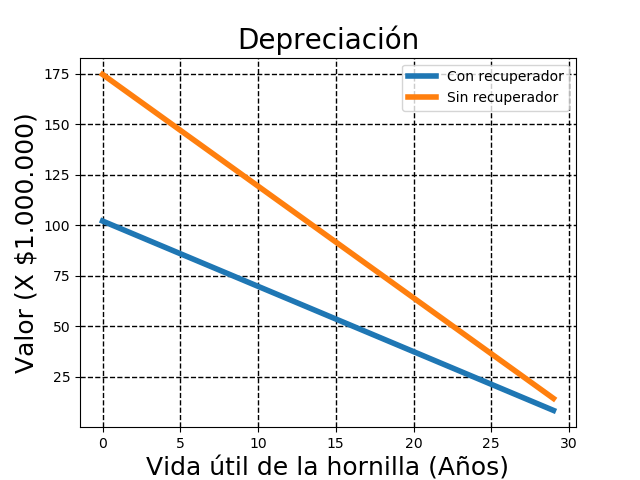 Depreciación
Con recuperador
Sin recuperador
Valor (X $1.000.000)
175
150
125
100
75
50
25
0 5 10 15 20 25 30
Vida útil de la hornilla (Años)